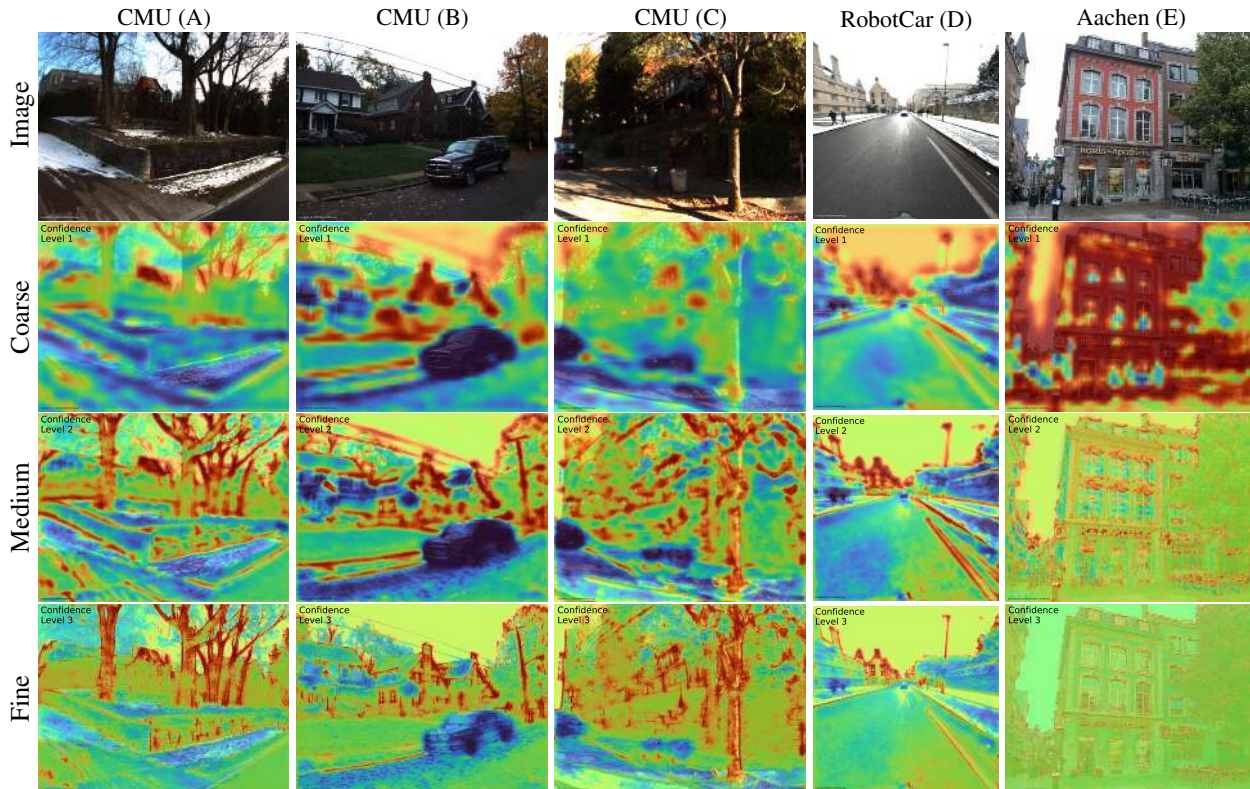 CMU (A)
CMU (B)
CMU (C)
RobotCar (D)
Aachen (E)
Image
Coarse
Confidence
Level 1
Confidence
Level 1
Confidence
Level 1
Confidence
Level 1
Confidence
Level 1
Medium
Confidence
Level 2
Confidence
Level 2
Confidence
Level 2
Confidence
Level 2
Confidence
Level 2
Fine
Confidence
Level 3
Confidence
Level 3
Confidence
Level 3
Confidence
Level 3
Confidence
Level 3